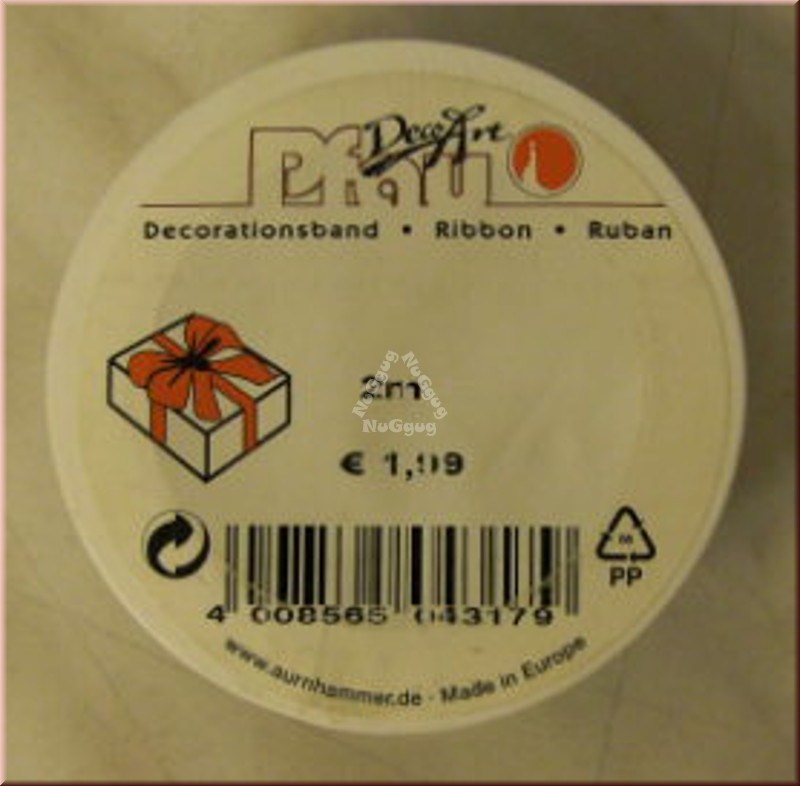 DecoArt
Decorationsband • Ribbon • Ruban
2m
NuGgug NuGgug
NuGgug
€ 1,99
PP
4 008565 043179
www.aurnhammer.de · Made in Europe